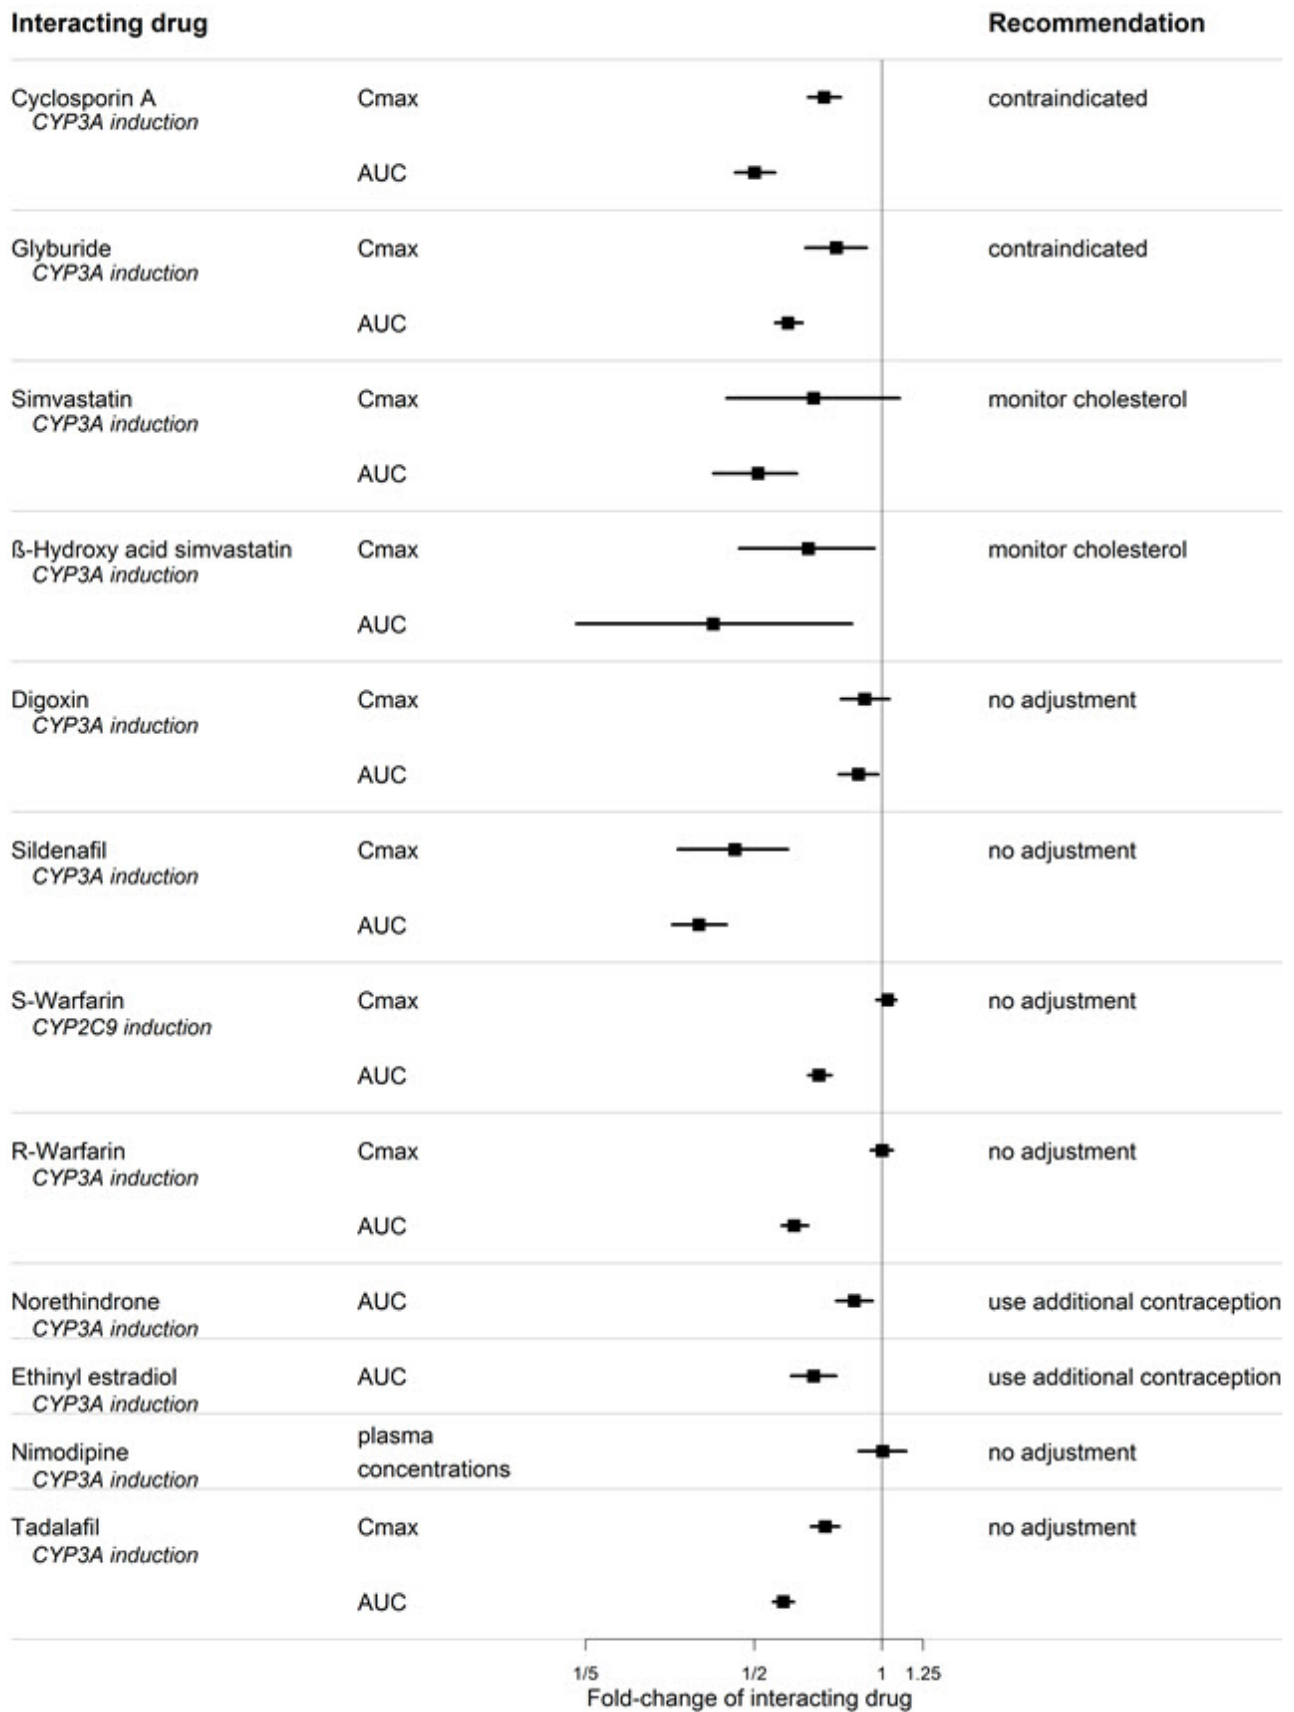 Interacting drug Recommendation
Cyclosporin A Cmax contraindicated
CYP3A induction
AUC
Glyburide Cmax contraindicated
CYP3A induction
AUC
Simvastatin Cmax monitor cholesterol
CYP3A induction
AUC
ß-Hydroxy acid simvastatin Cmax monitor cholesterol
CYP3A induction
AUC
Digoxin Cmax no adjustment
CYP3A induction
AUC
Sildenafil Cmax no adjustment
CYP3A induction
AUC
S-Warfarin Cmax no adjustment
CYP2C9 induction
AUC
R-Warfarin Cmax no adjustment
CYP3A induction
AUC
Norethindrone AUC use additional contraception
CYP3A induction
Ethinyl estradiol AUC use additional contraception
CYP3A induction
plasma
Nimodipine no adjustment
concentrations
CYP3A induction
Tadalafil Cmax no adjustment
CYP3A induction
AUC
1/5 1/2 1 1.25
Fold-change of interacting drug